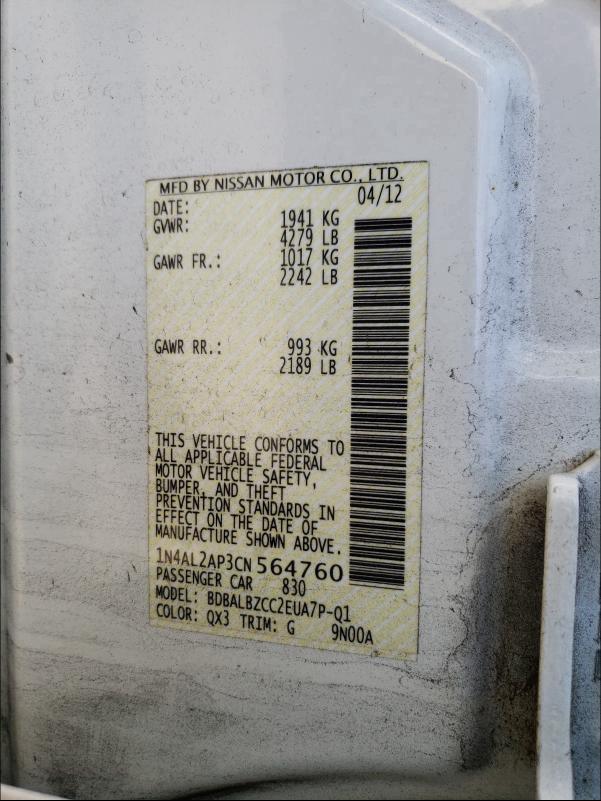 MFD BY NISSAN MOTOR CO., LTD.
DATE: 04/12
GVWR: 1941 KG
4279 LB
GAWR FR.: 1017 KG
2242 LB
GAWR RR.: 993 KG
2189 LB
THIS VEHICLE CONFORMS TO
ALL APPLICABLE FEDERAL
MOTOR VEHICLE SAFETY,
BUMPER, AND THEFT
PREVENTION STANDARDS IN
EFFECT ON THE DATE OF
MANUFACTURE SHOWN ABOVE.
1N4AL2AP3CN564760
PASSENGER CAR 830
MODEL: BDBALBZCC2EUA7P-Q1
COLOR: QX3 TRIM: G 9N00A